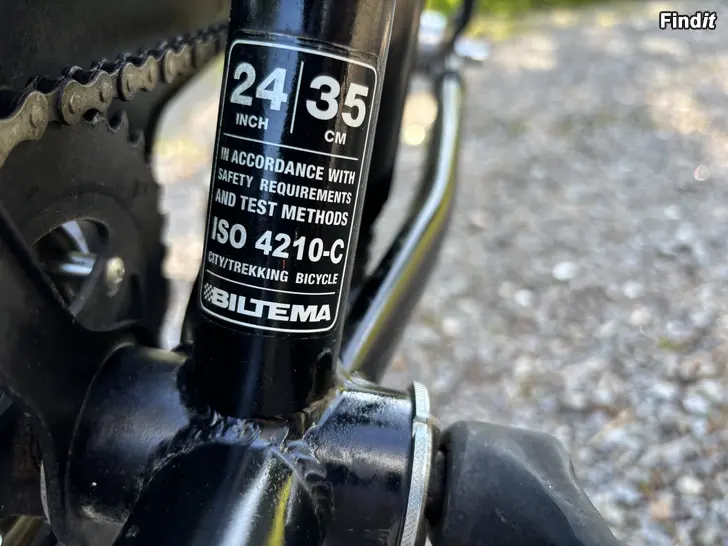 Findit
24 35
INCH CM
IN ACCORDANCE WITH
SAFETY REQUIREMENTS
AND TEST METHODS
ISO 4210-C
CITY/TREKKING BICYCLE
BILTEMA